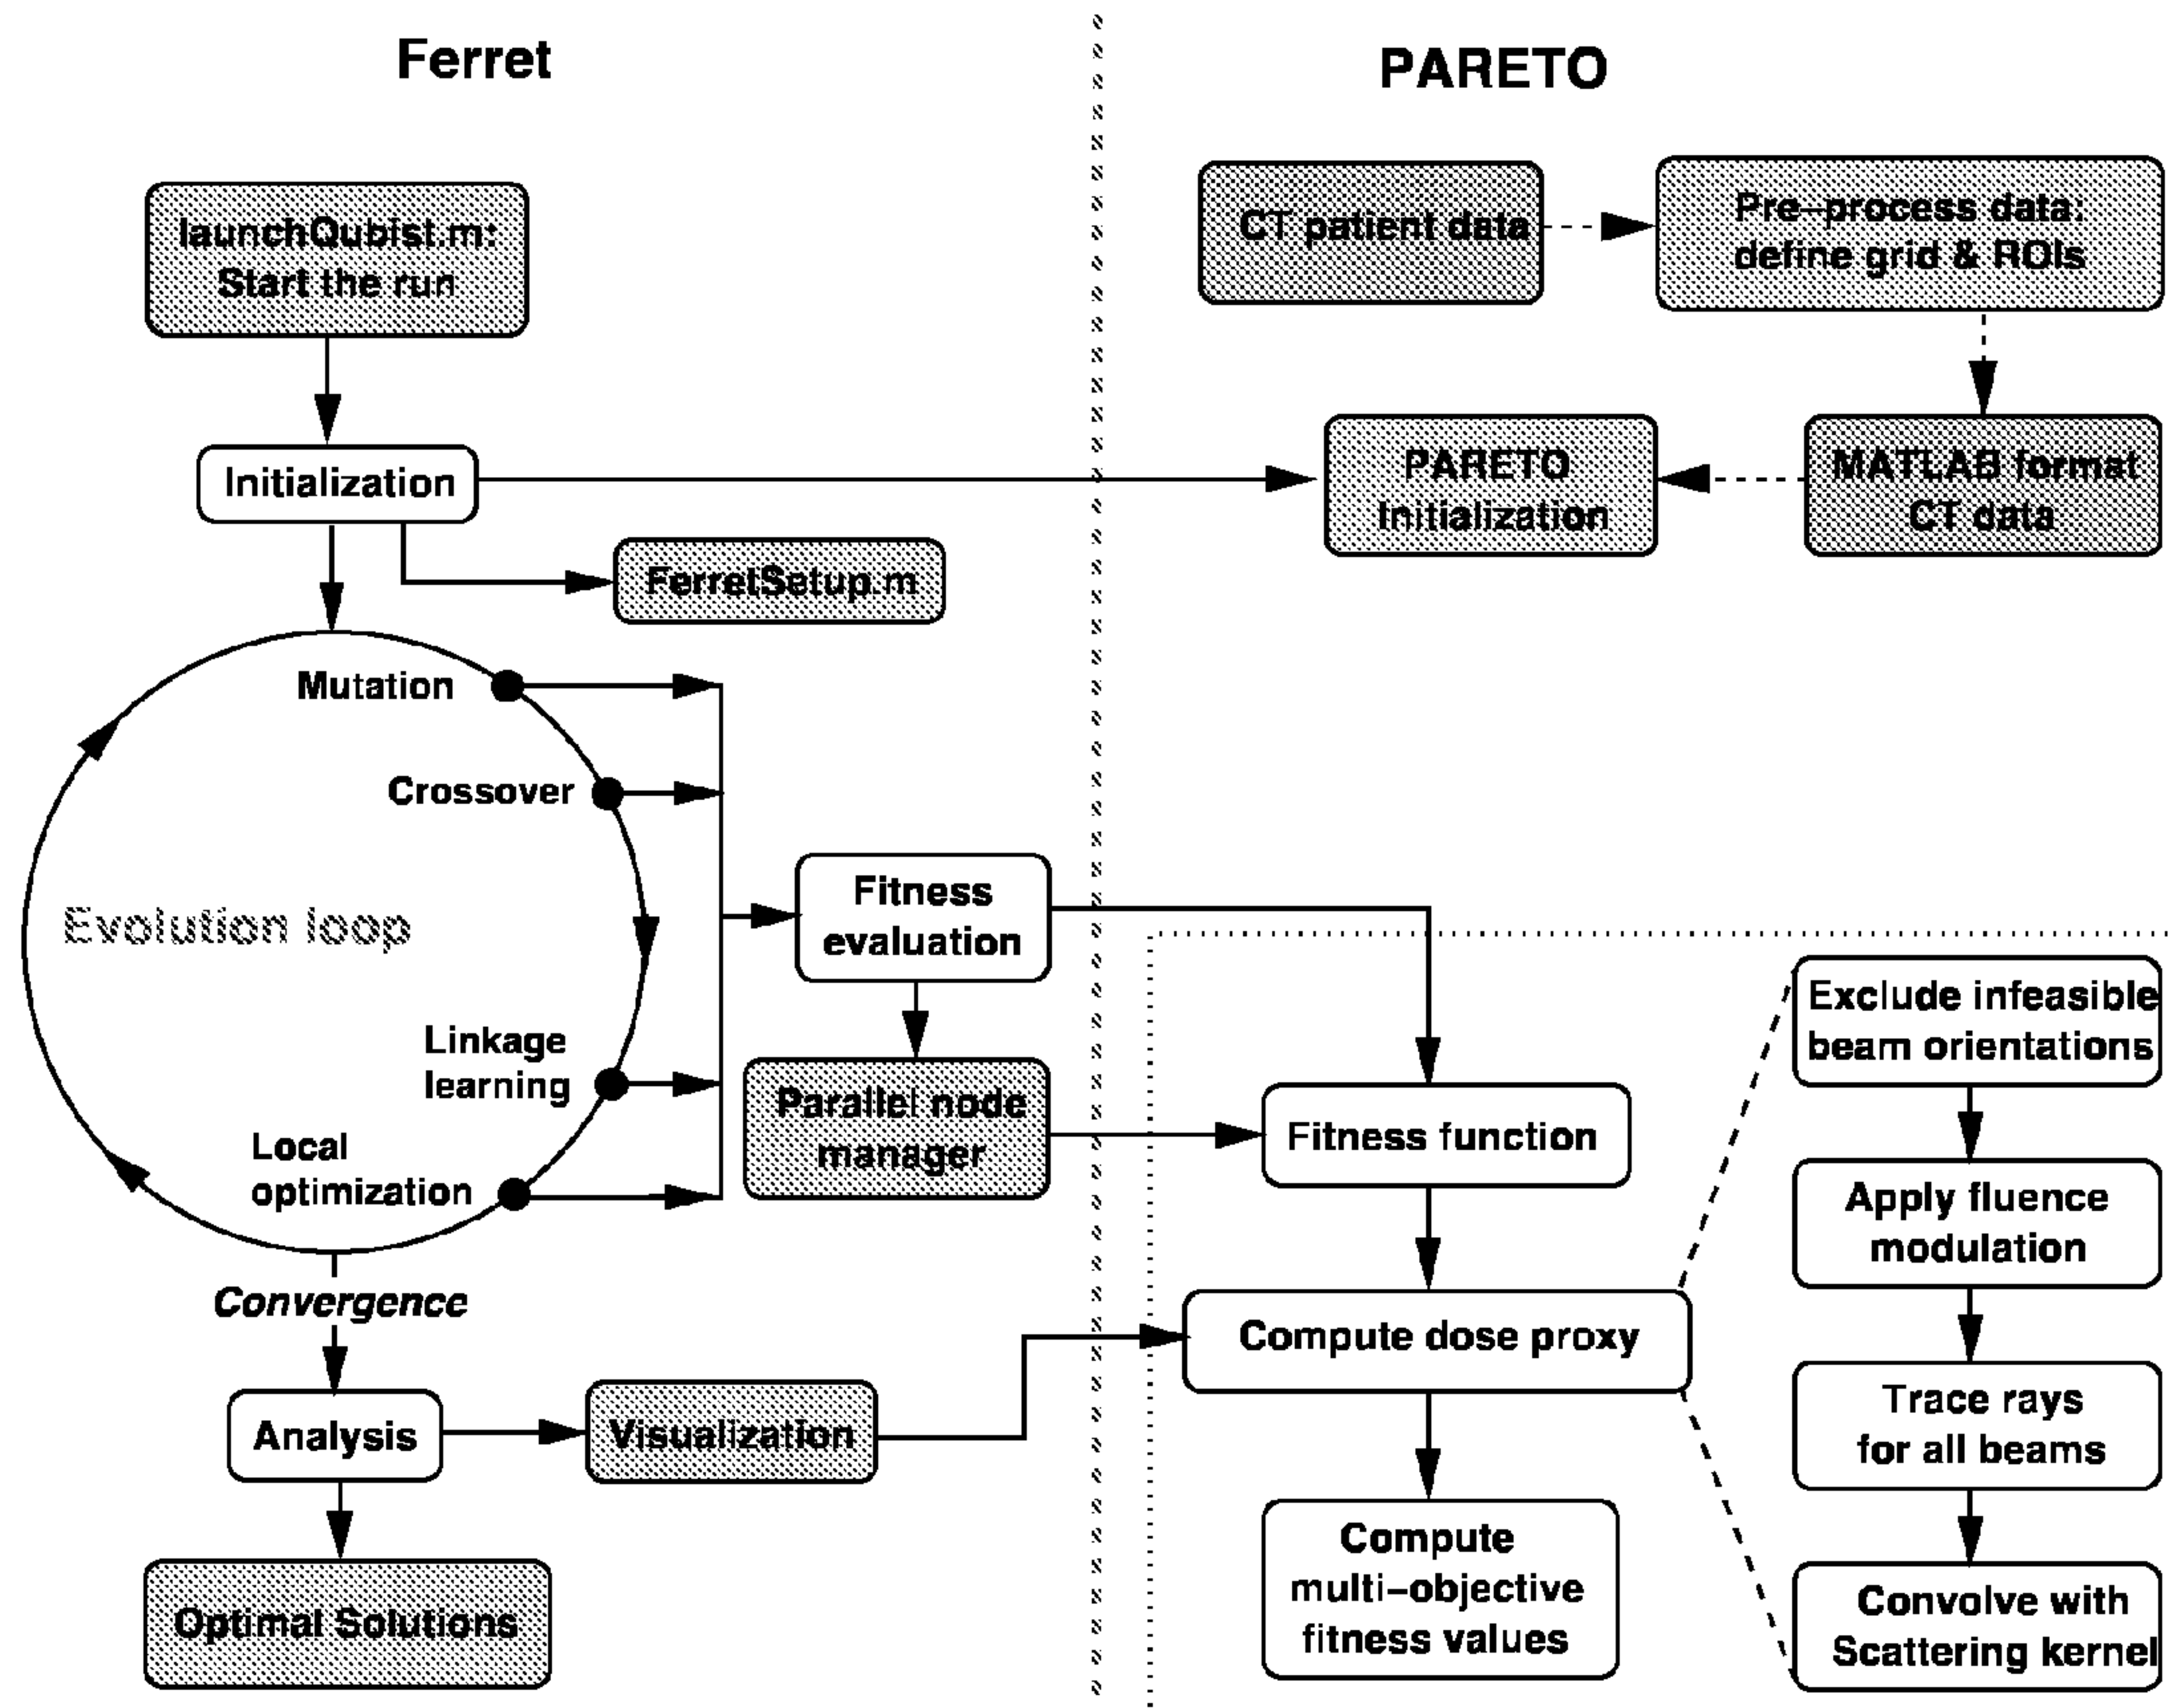 Ferret
PARETO
launchQubist.m:
Start the run
CT patient data
Pre-process data:
define grid & ROIs
Initialization
PARETO
Initialization
MATLAB format
CT data
FerretSetup.m
Mutation
Crossover
Evolution loop
Linkage
learning
Local
optimization
Fitness
evaluation
Parallel node
manager
Convergence
Analysis
Visualization
Optimal Solutions
Fitness function
Compute dose proxy
Compute
multi-objective
fitness values
Exclude infeasible
beam orientations
Apply fluence
modulation
Trace rays
for all beams
Convolve with
Scattering kernel